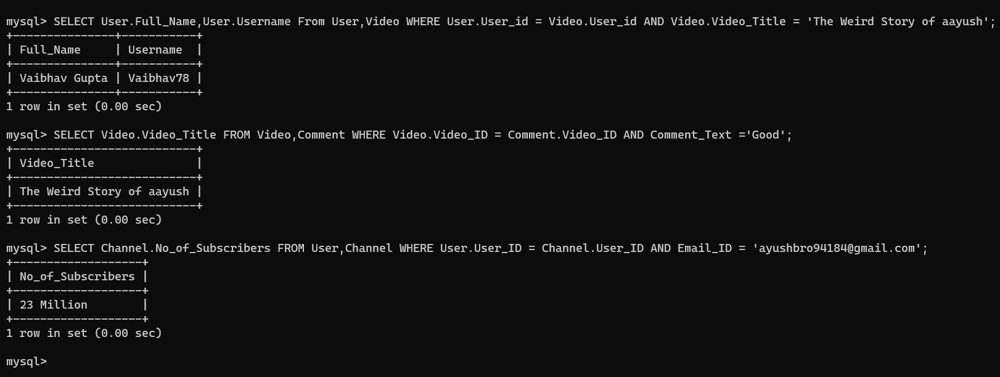 mysql> SELECT User.Full_Name,User.Username From User,Video WHERE User.User_id = Video.User_id AND Video.Video_Title = 'The Weird Story of aayush';
+---------------+-----------+
| Full_Name     | Username  |
+---------------+-----------+
| Vaibhav Gupta | Vaibhav78 |
+---------------+-----------+
1 row in set (0.00 sec)

mysql> SELECT Video.Video_Title FROM Video,Comment WHERE Video.Video_ID = Comment.Video_ID AND Comment_Text ='Good';
+---------------------------+
| Video_Title               |
+---------------------------+
| The Weird Story of aayush |
+---------------------------+
1 row in set (0.00 sec)

mysql> SELECT Channel.No_of_Subscribers FROM User,Channel WHERE User.User_ID = Channel.User_ID AND Email_ID = 'ayushbro94184@gmail.com';
+-------------------+
| No_of_Subscribers |
+-------------------+
| 23 Million        |
+-------------------+
1 row in set (0.00 sec)

mysql>